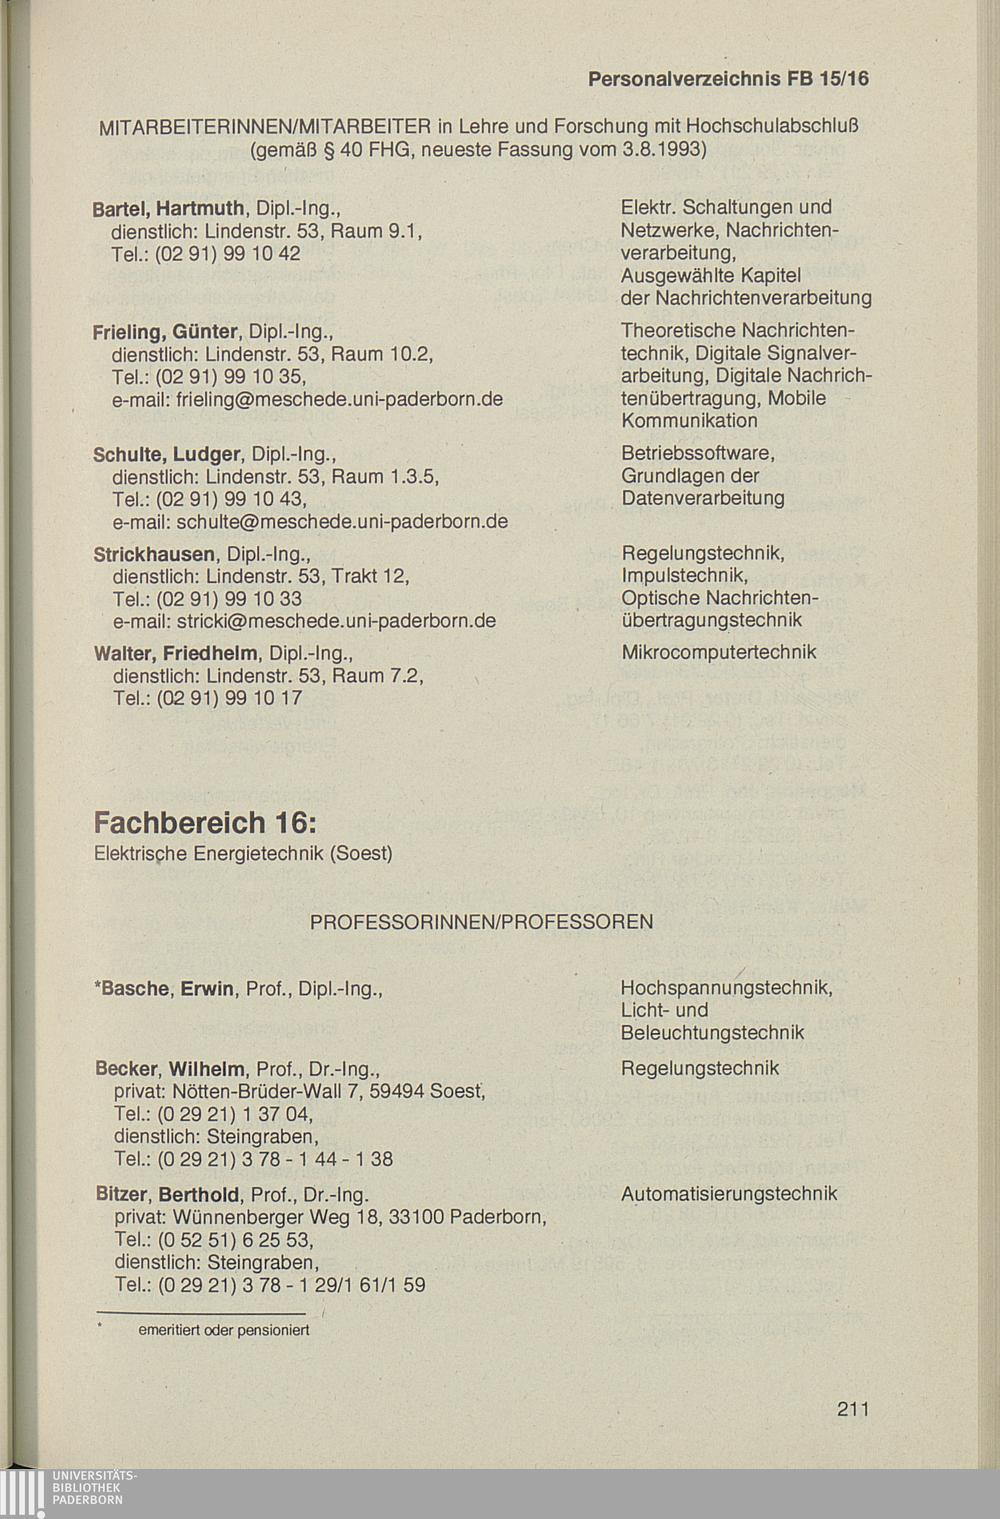 Personalverzeichnis FB 15/16
MITARBEITERINNEN/MITARBEITER in Lehre und Forschung mit Hochschulabschluß
(gemäß § 40 FHG, neueste Fassung vom 3.8.1993)
Bartel, Hartmuth, Dipl.-Ing.,
dienstlich: Lindenstr. 53, Raum 9.1,
Tel.: (02 91) 99 10 42
Elektr. Schaltungen und
Netzwerke, Nachrichten-
verarbeitung,
Ausgewählte Kapitel
der Nachrichtenverarbeitung
Frieling, Günter, Dipl.-Ing.,
dienstlich: Lindenstr. 53, Raum 10.2,
Tel.: (02 91) 99 10 35,
e-mail: frieling@meschede.uni-paderborn.de
Theoretische Nachrichten-
technik, Digitale Signalver-
arbeitung, Digitale Nachrich-
tenübertragung, Mobile
Kommunikation
Schulte, Ludger, Dipl.-Ing.,
dienstlich: Lindenstr. 53, Raum 1.3.5,
Tel.: (02 91) 99 10 43,
e-mail: schulte@meschede.uni-paderborn.de
Betriebssoftware,
Grundlagen der
Datenverarbeitung
Strickhausen, Dipl.-Ing.,
dienstlich: Lindenstr. 53, Trakt 12,
Tel.: (02 91) 99 10 33
e-mail: stricki@meschede.uni-paderborn.de
Regelungstechnik,
Impulstechnik,
Optische Nachrichten-
übertragungstechnik
Walter, Friedhelm, Dipl.-Ing.,
dienstlich: Lindenstr. 53, Raum 7.2,
Tel.: (02 91) 99 10 17
Mikrocomputertechnik
Fachbereich 16:
Elektrische Energietechnik (Soest)
PROFESSORINNEN/PROFESSOREN
*Basche, Erwin, Prof., Dipl.-Ing.,
Hochspannungstechnik,
Licht- und
Beleuchtungstechnik
Becker, Wilhelm, Prof., Dr.-Ing.,
privat: Nötten-Brüder-Wall 7, 59494 Soest,
Tel.: (0 29 21) 1 37 04,
dienstlich: Steingraben,
Tel.: (0 29 21) 3 78 - 1 44 - 1 38
Regelungstechnik
Bitzer, Berthold, Prof., Dr.-Ing.
privat: Wünnenberger Weg 18, 33100 Paderborn,
Tel.: (0 52 51) 6 25 53,
dienstlich: Steingraben,
Tel.: (0 29 21) 3 78 - 1 29/1 61/1 59
Automatisierungstechnik
* emeritiert oder pensioniert
211
UNIVERSITÄTS-
BIBLIOTHEK
PADERBORN